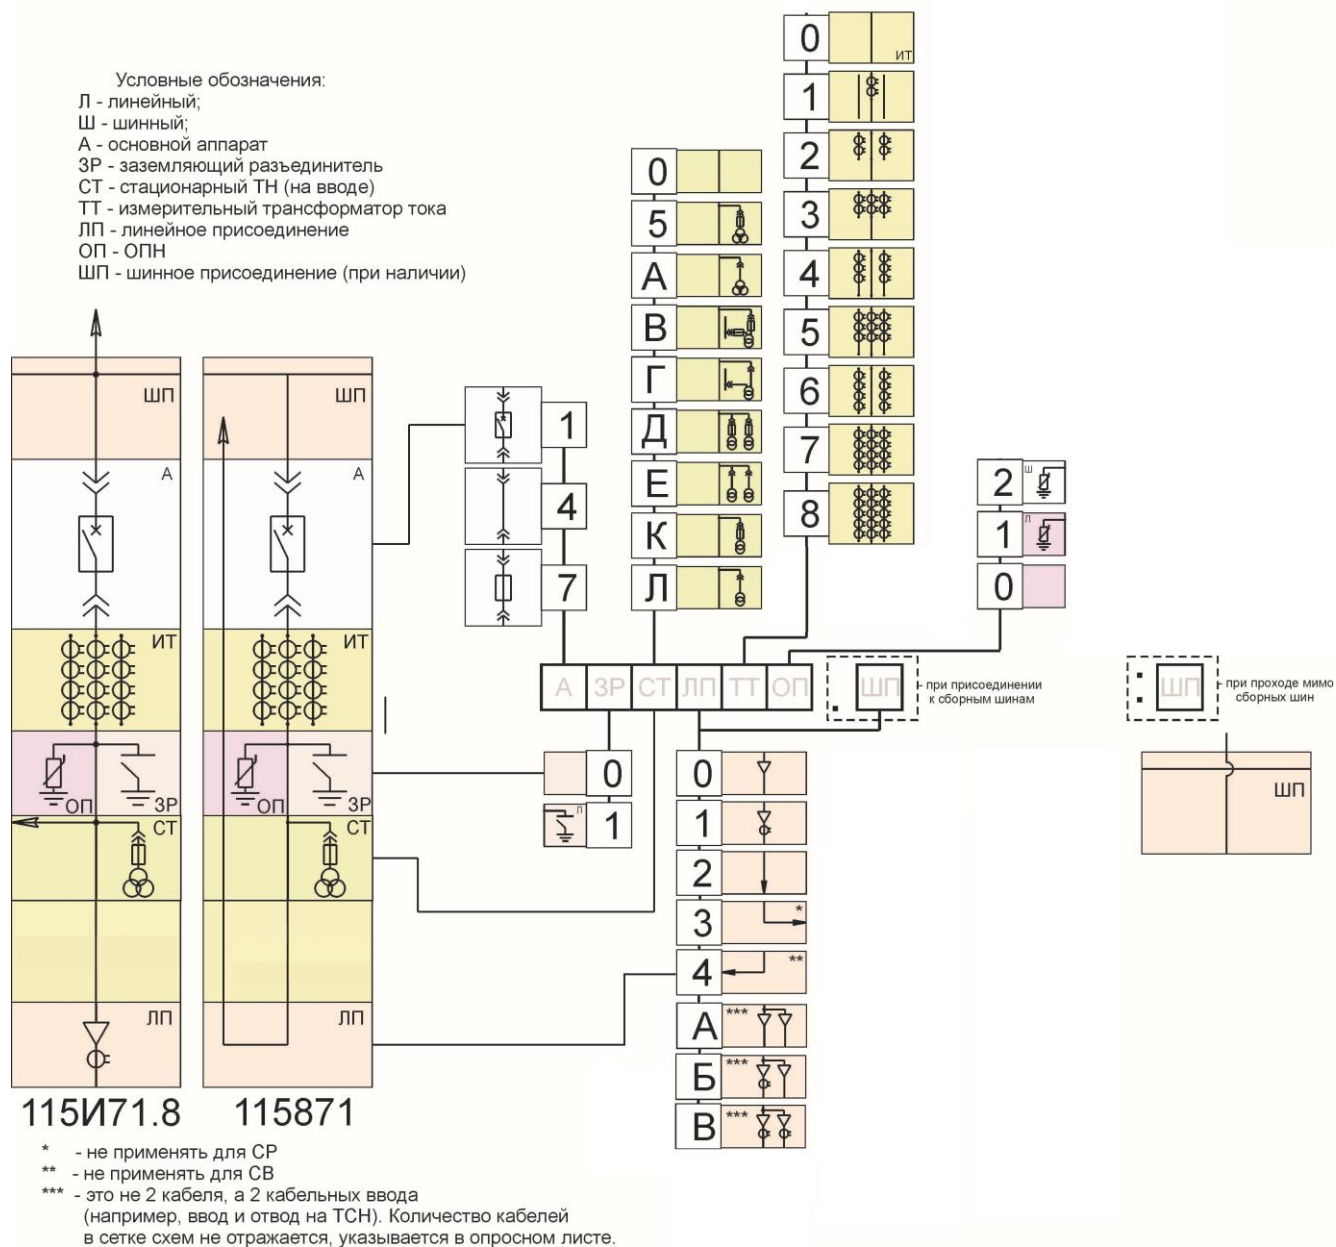 Условные обозначения:
Л - линейный;
Ш - шинный;
А - основной аппарат
ЗР - заземляющий разъединитель
СТ - стационарный ТН (на вводе)
ТТ - измерительный трансформатор тока
ЛП - линейное присоединение
ОП - ОПН
ШП - шинное присоединение (при наличии)
0
ИТ
1
2
3
4
5
6
7
8
0
5
А
В
Г
Д
Е
К
Л
ШП
ШП
А
А
1
4
7
2
Ш
1
Л
0
ИТ
ИТ
А ЗР СТ ЛП ТТ ОП
. ШП - при присоединении
к сборным шинам
: ШП - при проходе мимо
сборных шин
ШП
ОП
ЗР
ОП
ЗР
СТ
СТ
0
Л
1
0
1
2
3
*
4
**
А
***
Б
***
В
***
ЛП
ЛП
115И71.8
115871
* - не применять для СР
** - не применять для СВ
*** - это не 2 кабеля, а 2 кабельных ввода
(например, ввод и отвод на ТСН). Количество кабелей
в сетке схем не отражается, указывается в опросном листе.